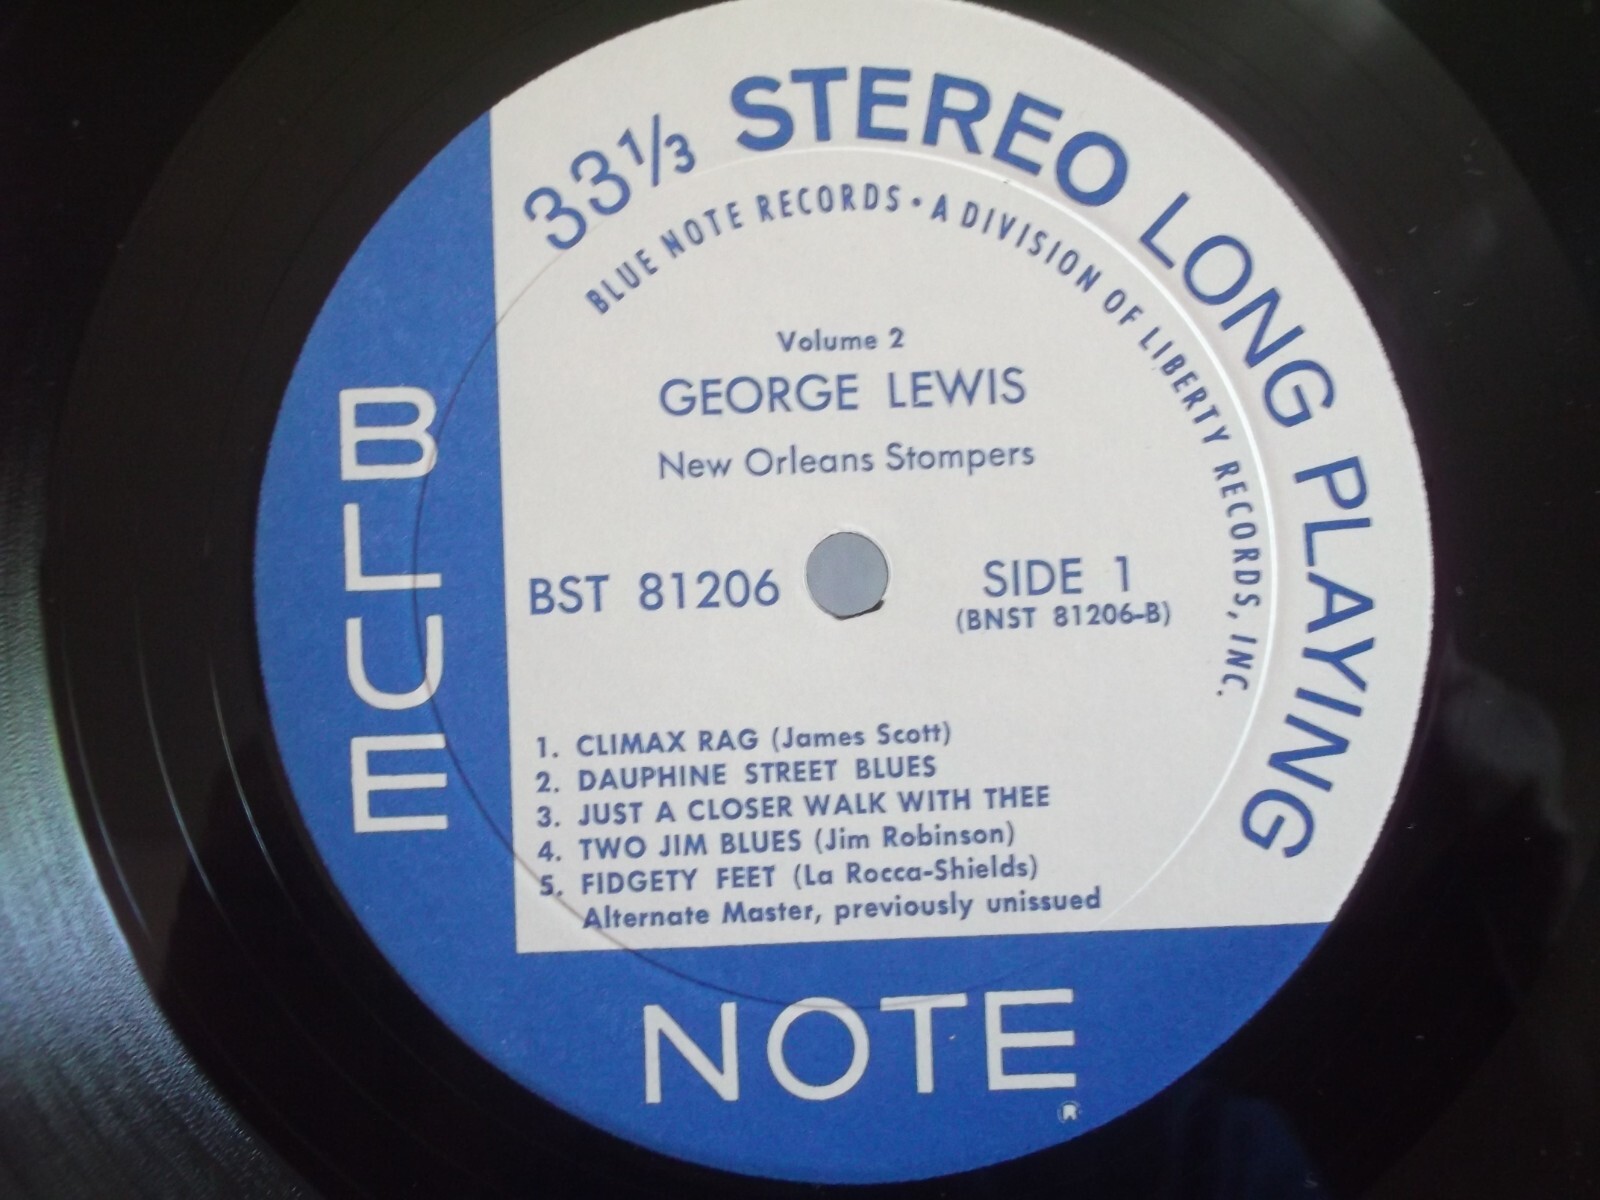 33⅓ STEREO LONG PLAYING
BLUE NOTE RECORDS • A DIVISION OF LIBERTY RECORDS, INC.
Volume 2
GEORGE LEWIS
New Orleans Stompers
BST 81206
SIDE 1
(BNST 81206-B)
1. CLIMAX RAG (James Scott)
2. DAUPHINE STREET BLUES
3. JUST A CLOSER WALK WITH THEE
4. TWO JIM BLUES (Jim Robinson)
5. FIDGETY FEET (La Rocca-Shields)
Alternate Master, previously unissued
BLUE
NOTE